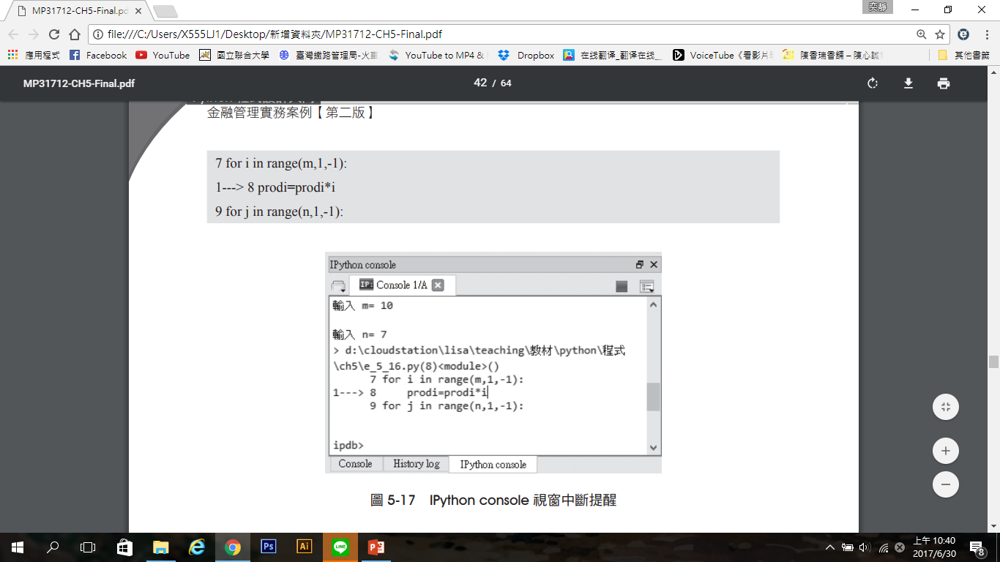 MP31712-CH5-Final.pd
奕靜
file:///C:/Users/X555LJ1/Desktop/新增資料夾/MP31712-CH5-Final.pdf
應用程式 Facebook YouTube 國立聯合大學 臺灣鐵路管理局-火車 YouTube to MP4 & Dropbox 在线翻译_翻译在线_ VoiceTube《看影片 陳香瑞香舖 – 陳心誠 其他書籤
MP31712-CH5-Final.pdf 42 / 64
金融管理實務案例【第二版】
7 for i in range(m,1,-1):
1---> 8 prodi=prodi*i
9 for j in range(n,1,-1):
IPython console
IP: Console 1/A
輸入 m= 10
輸入 n= 7
> d:\cloudstation\lisa\teaching\教材\python\程式
\ch5\e_5_16.py(8)<module>()
7 for i in range(m,1,-1):
1---> 8 prodi=prodi*i
9 for j in range(n,1,-1):
ipdb>
Console History log IPython console
圖 5-17 IPython console 視窗中斷提醒
Ps Ai LINE
上午 10:40
2017/6/30
8